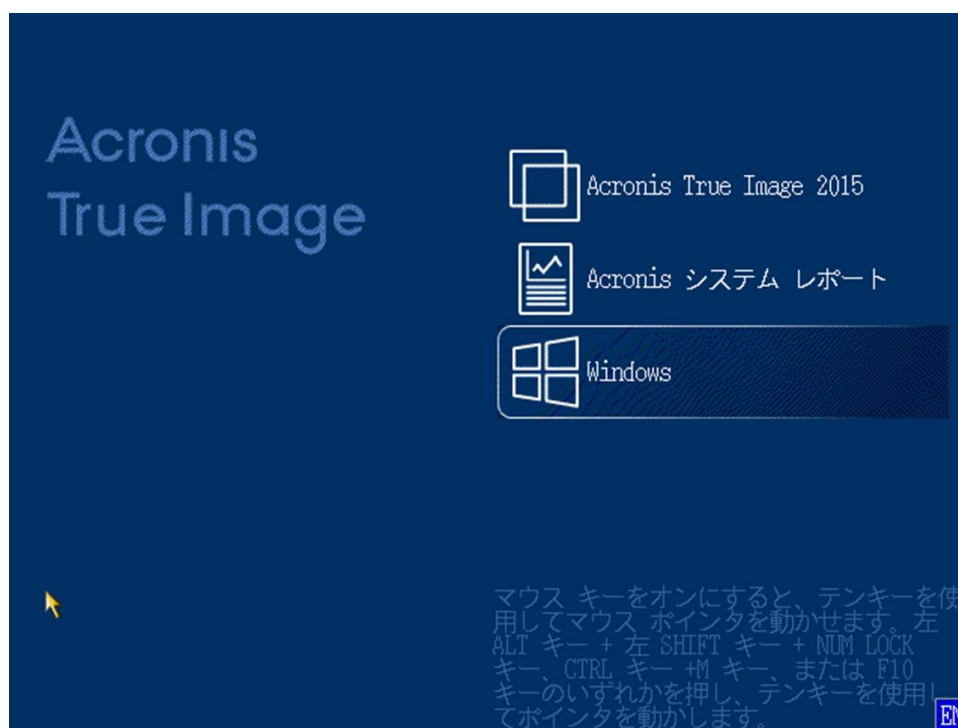 Acronis
True Image
Acronis True Image 2015
Acronis システム レポート
Windows
マウス キーをオンにすると、テンキーを使
用してマウス ポインタを動かせます。左
ALT キー + 左 SHIFT キー + NUM LOCK
キー、CTRL キー +M キー、または F10
キーのいずれかを押し、テンキーを使用し
てポインタを動かします。
EN